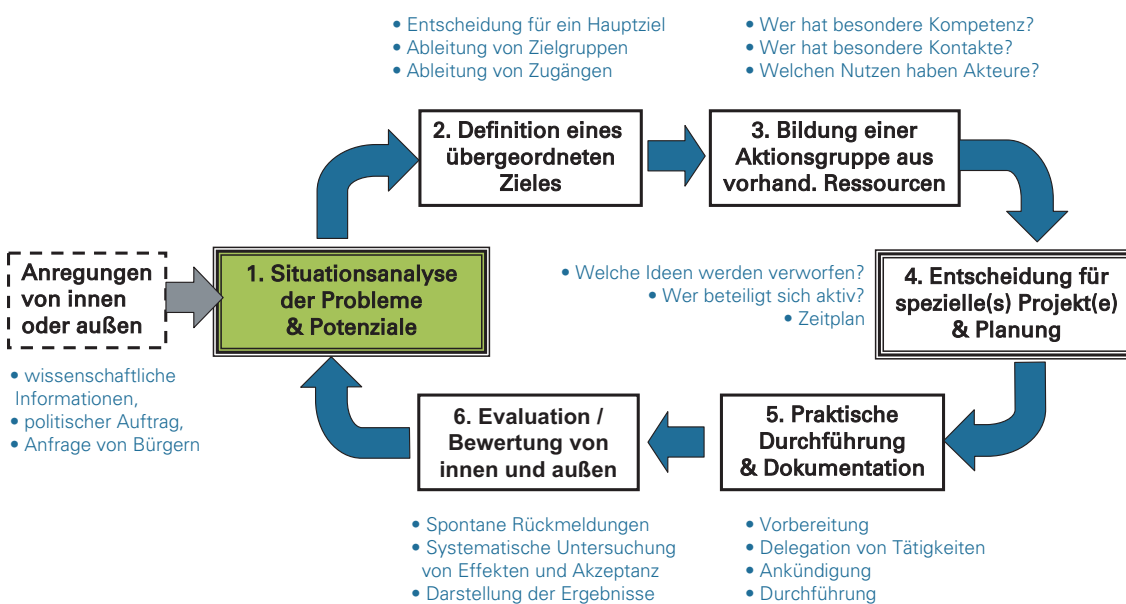 • Entscheidung für ein Hauptziel
• Ableitung von Zielgruppen
• Ableitung von Zugängen
• Wer hat besondere Kompetenz?
• Wer hat besondere Kontakte?
• Welchen Nutzen haben Akteure?
2. Definition eines
übergeordneten
Zieles
3. Bildung einer
Aktionsgruppe aus
vorhand. Ressourcen
Anregungen
von innen
oder außen
1. Situationsanalyse
der Probleme
& Potenziale
• Welche Ideen werden verworfen?
• Wer beteiligt sich aktiv?
• Zeitplan
4. Entscheidung für
spezielle(s) Projekt(e)
& Planung
• wissenschaftliche
Informationen,
• politischer Auftrag,
• Anfrage von Bürgern
6. Evaluation /
Bewertung von
innen und außen
5. Praktische
Durchführung
& Dokumentation
• Spontane Rückmeldungen
• Systematische Untersuchung
von Effekten und Akzeptanz
• Darstellung der Ergebnisse
• Vorbereitung
• Delegation von Tätigkeiten
• Ankündigung
• Durchführung